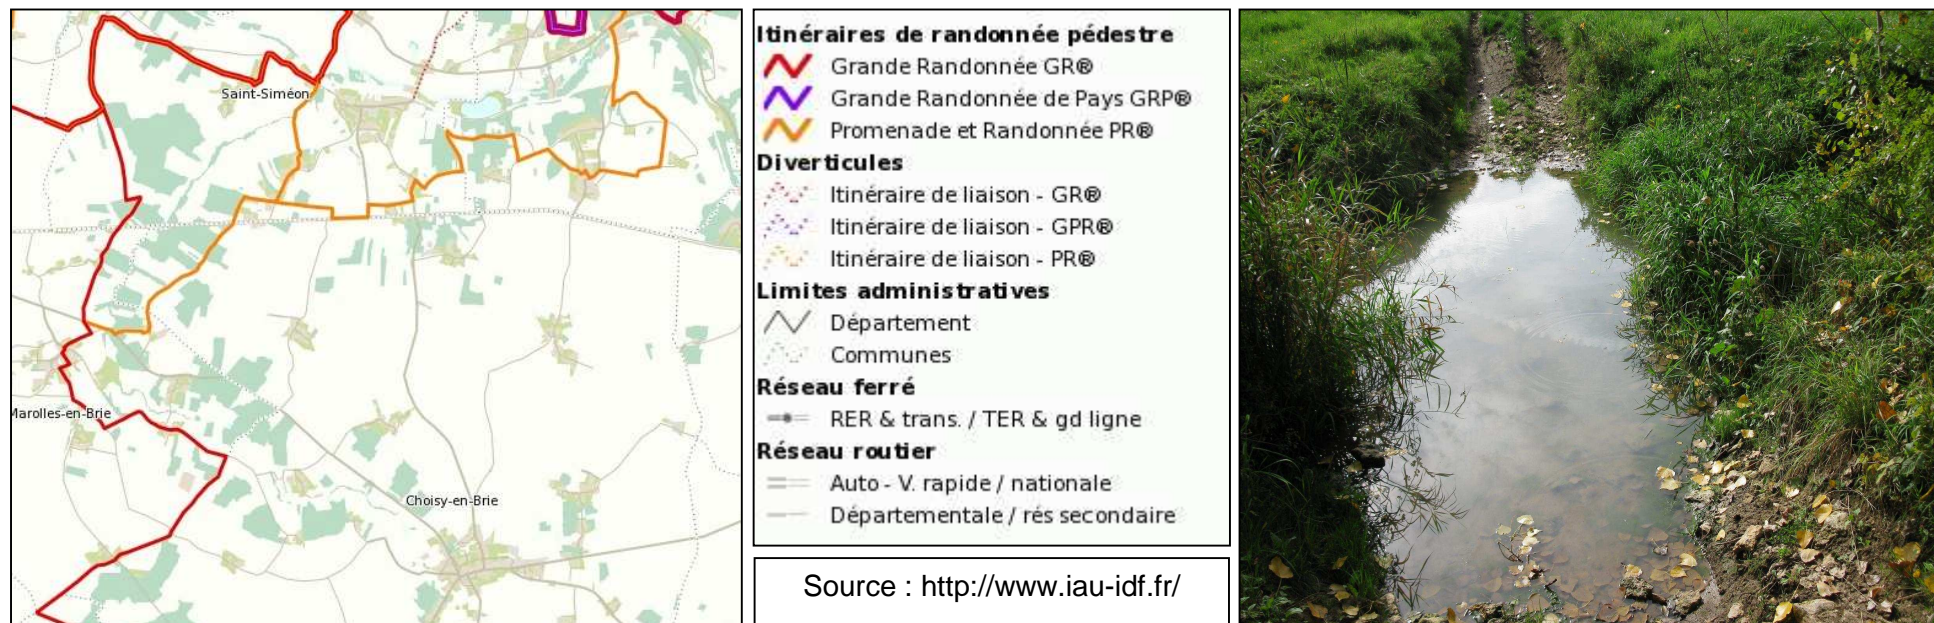 Saint-Siméon
Marolles-en-Brie
Choisy-en-Brie
Itinéraires de randonnée pédestre
Grande Randonnée GR®
Grande Randonnée de Pays GRP®
Promenade et Randonnée PR®
Diverticules
Itinéraire de liaison - GR®
Itinéraire de liaison - GPR®
Itinéraire de liaison - PR®
Limites administratives
Département
Communes
Réseau ferré
RER & trans. / TER & gd ligne
Réseau routier
Auto - V. rapide / nationale
Départementale / rés secondaire
Source : http://www.iau-idf.fr/